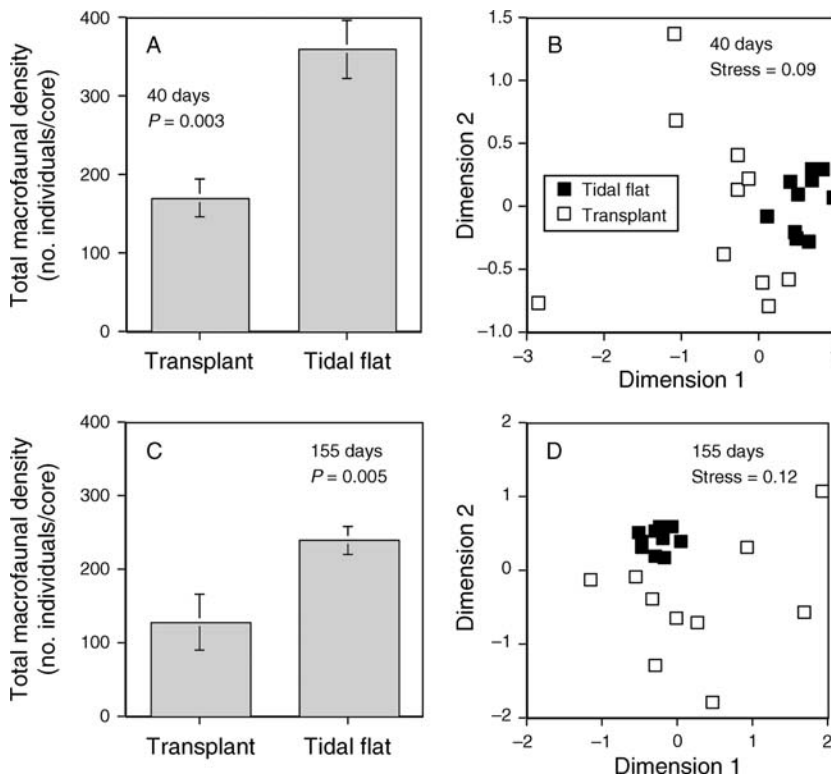 Total macrofaunal density
(no. individuals/core)
400
300
200
100
0
A
40 days
P = 0.003
Transplant
Tidal flat
Dimension 2
1.5
1.0
0.5
0
−0.5
−1.0
B
40 days
Stress = 0.09
Tidal flat
Transplant
−3
−1
0
Dimension 1
Total macrofaunal density
(no. individuals/core)
400
300
200
100
0
C
155 days
P = 0.005
Transplant
Tidal flat
Dimension 2
2
1
0
−1
−2
D
155 days
Stress = 0.12
−2
−1
0
1
2
Dimension 1